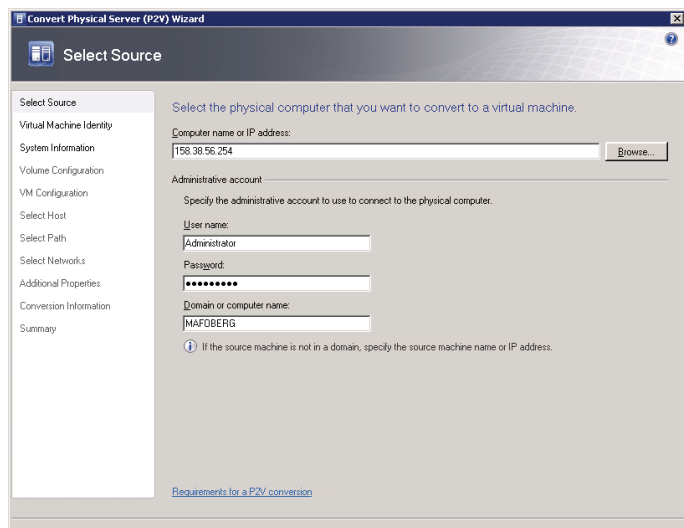 Convert Physical Server (P2V) Wizard
Select Source
Select Source
Virtual Machine Identity
System Information
Volume Configuration
VM Configuration
Select Host
Select Path
Select Networks
Additional Properties
Conversion Information
Summary
Select the physical computer that you want to convert to a virtual machine.
Computer name or IP address:
158.38.56.254
Browse...
Administrative account
Specify the administrative account to use to connect to the physical computer.
User name:
Administrator
Password:
●●●●●●●●●
Domain or computer name:
MAFOBERG
If the source machine is not in a domain, specify the source machine name or IP address.
Requirements for a P2V conversion